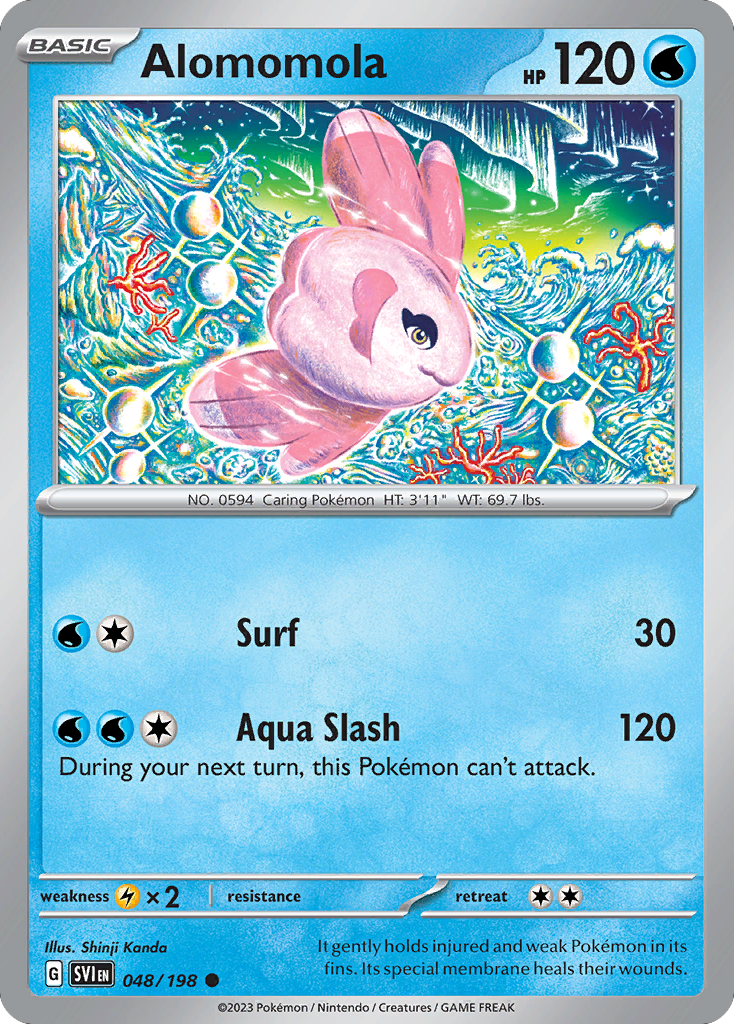 BASIC
Alomomola
HP 120
NO. 0594 Caring Pokémon HT: 3'11" WT: 69.7 lbs.
Surf 30
Aqua Slash 120
During your next turn, this Pokémon can't attack.
weakness ×2 resistance retreat
Illus. Shinji Kanda
It gently holds injured and weak Pokémon in its
fins. Its special membrane heals their wounds.
G SVI EN 048/198
©2023 Pokémon / Nintendo / Creatures / GAME FREAK